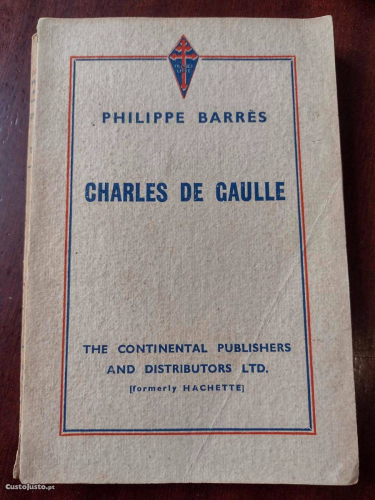 PHILIPPE BARRÈS
CHARLES DE GAULLE
THE CONTINENTAL PUBLISHERS
AND DISTRIBUTORS LTD.
[formerly HACHETTE]
CustoJusto.pt